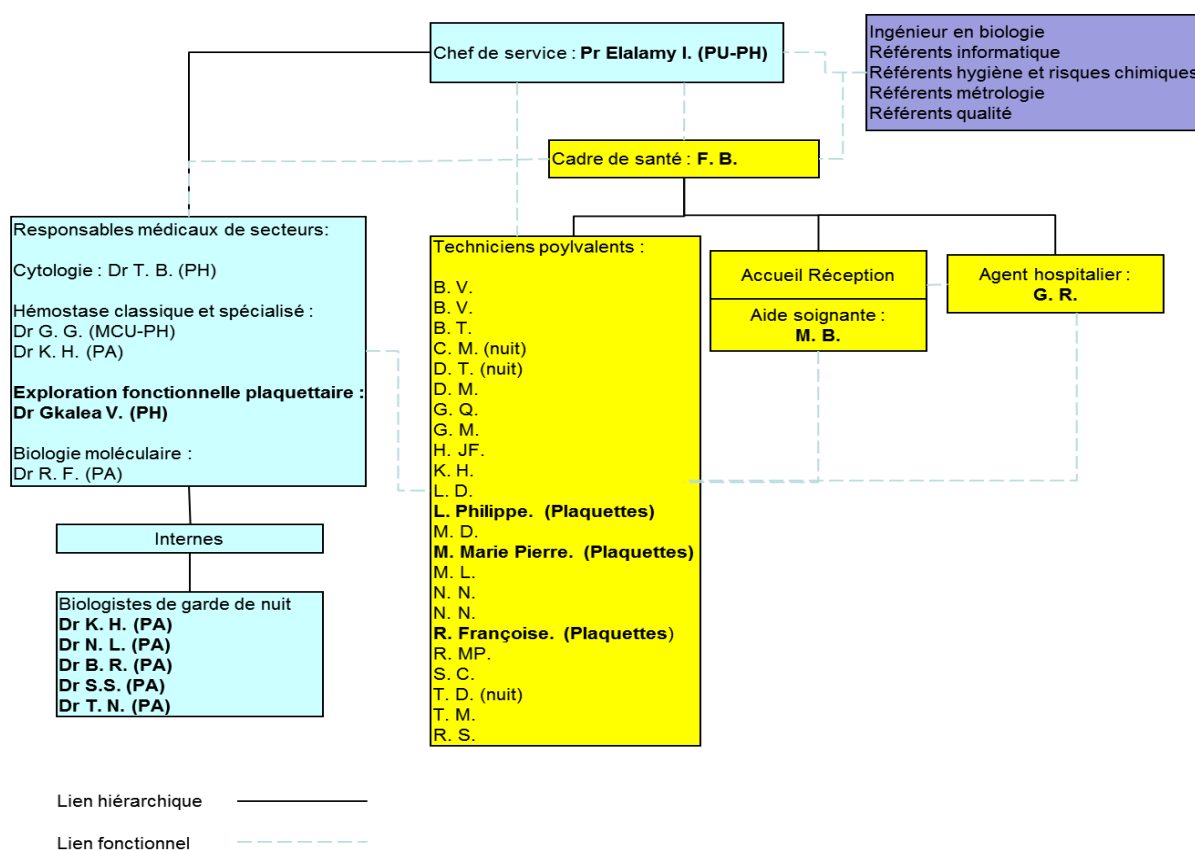 Chef de service : Pr Elalamy I. (PU-PH)
Ingénieur en biologie
Référents informatique
Référents hygiène et risques chimiques
Référents métrologie
Référents qualité
Cadre de santé : F. B.
Responsables médicaux de secteurs:
Cytologie : Dr T. B. (PH)
Hémostase classique et spécialisé :
Dr G. G. (MCU-PH)
Dr K. H. (PA)
Exploration fonctionnelle plaquettaire :
Dr Gkalea V. (PH)
Biologie moléculaire :
Dr R. F. (PA)
Internes
Biologistes de garde de nuit
Dr K. H. (PA)
Dr N. L. (PA)
Dr B. R. (PA)
Dr S.S. (PA)
Dr T. N. (PA)
Techniciens poylvalents :
B. V.
B. V.
B. T.
C. M. (nuit)
D. T. (nuit)
D. M.
G. Q.
G. M.
H. JF.
K. H.
L. D.
L. Philippe. (Plaquettes)
M. D.
M. Marie Pierre. (Plaquettes)
M. L.
N. N.
N. N.
R. Françoise. (Plaquettes)
R. MP.
S. C.
T. D. (nuit)
T. M.
R. S.
Accueil Réception
Aide soignante :
M. B.
Agent hospitalier :
G. R.
Lien hiérarchique
Lien fonctionnel